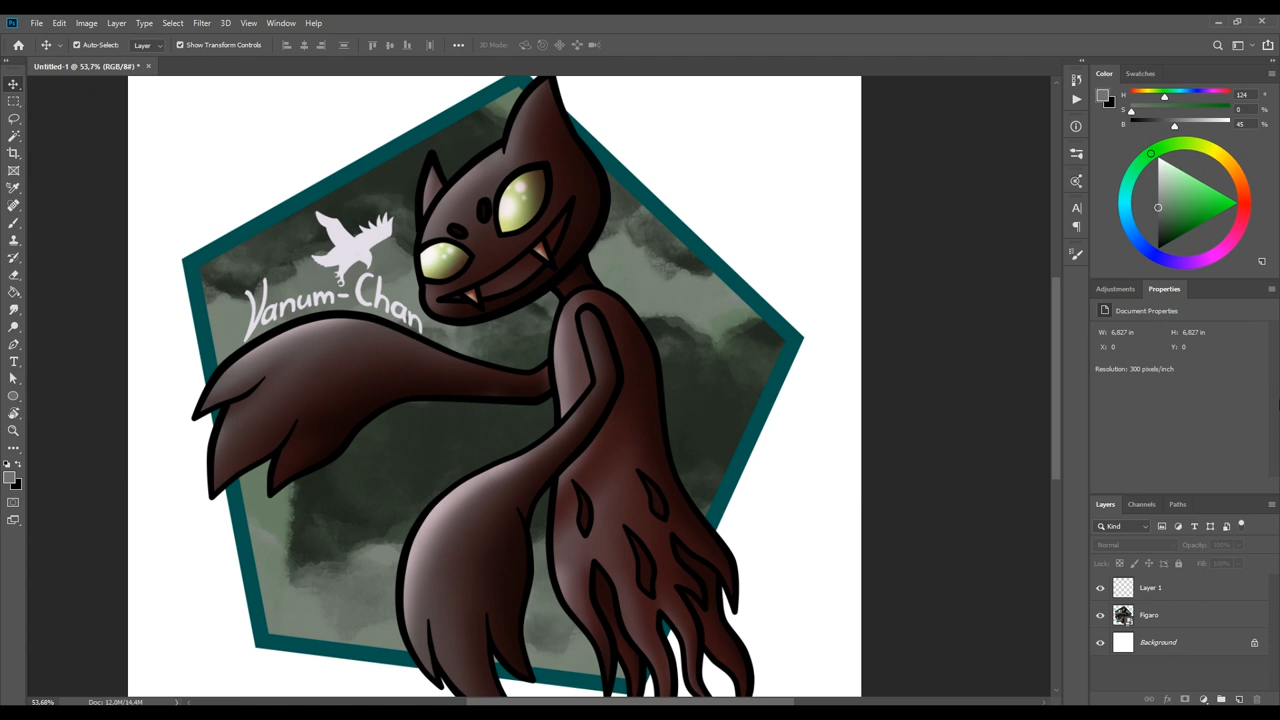 Ps File Edit Image Layer Type Select Filter 3D View Window Help
Auto-Select: Layer Show Transform Controls 3D Mode:
Untitled-1 @ 53,7% (RGB/8#) * ×
Color Swatches
H 124 °
S 0 %
B 45 %
Vanum-Chan
Adjustments Properties
Document Properties
W: 6,827 in H: 6,827 in
X: 0 Y: 0
Resolution: 300 pixels/inch
Layers Channels Paths
Kind
Normal Opacity: 100%
Lock: Fill: 100%
Layer 1
Figaro
Background
53,68% Doc: 12,0M/14,4M